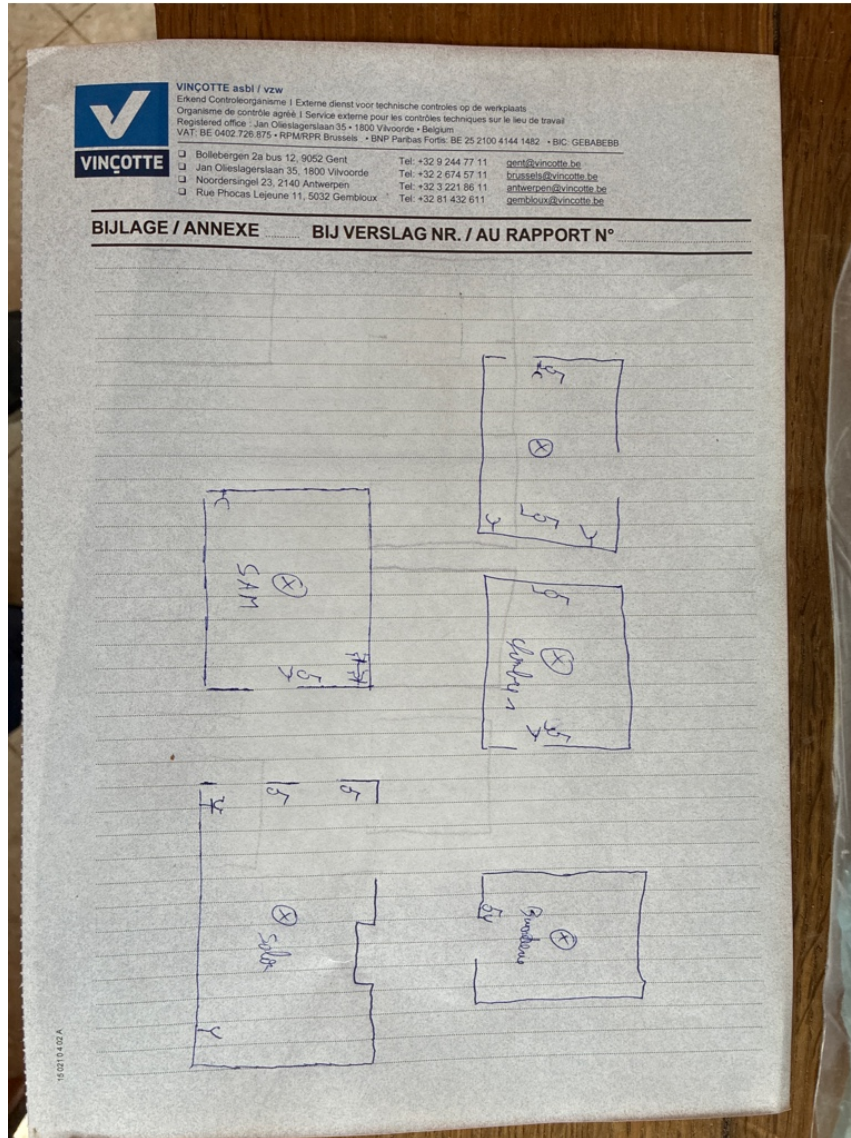 VINÇOTTE
VINÇOTTE asbl / vzw
Erkend Controleorganisme I Externe dienst voor technische controles op de werkplaats
Organisme de contrôle agréé I Service externe pour les contrôles techniques sur le lieu de travail
Registered office : Jan Olieslagerslaan 35 • 1800 Vilvoorde • Belgium
VAT: BE 0402 726 875 • RPM/RPR Brussels • BNP Paribas Fortis: BE 25 2100 4144 1482 • BIC: GEBABEBB
Bollebergen 2a bus 12, 9052 Gent Tel: +32 9 244 77 11 gent@vincotte.be
Jan Olieslagerslaan 35, 1800 Vilvoorde Tel: +32 2 674 57 11 brussels@vincotte.be
Noordersingel 23, 2140 Antwerpen Tel: +32 3 221 86 11 antwerpen@vincotte.be
Rue Phocas Lejeune 11, 5032 Gembloux Tel: +32 81 432 611 gembloux@vincotte.be
BIJLAGE / ANNEXE .......... BIJ VERSLAG NR. / AU RAPPORT N° ..........
SAM
15 021 0 4 02 A